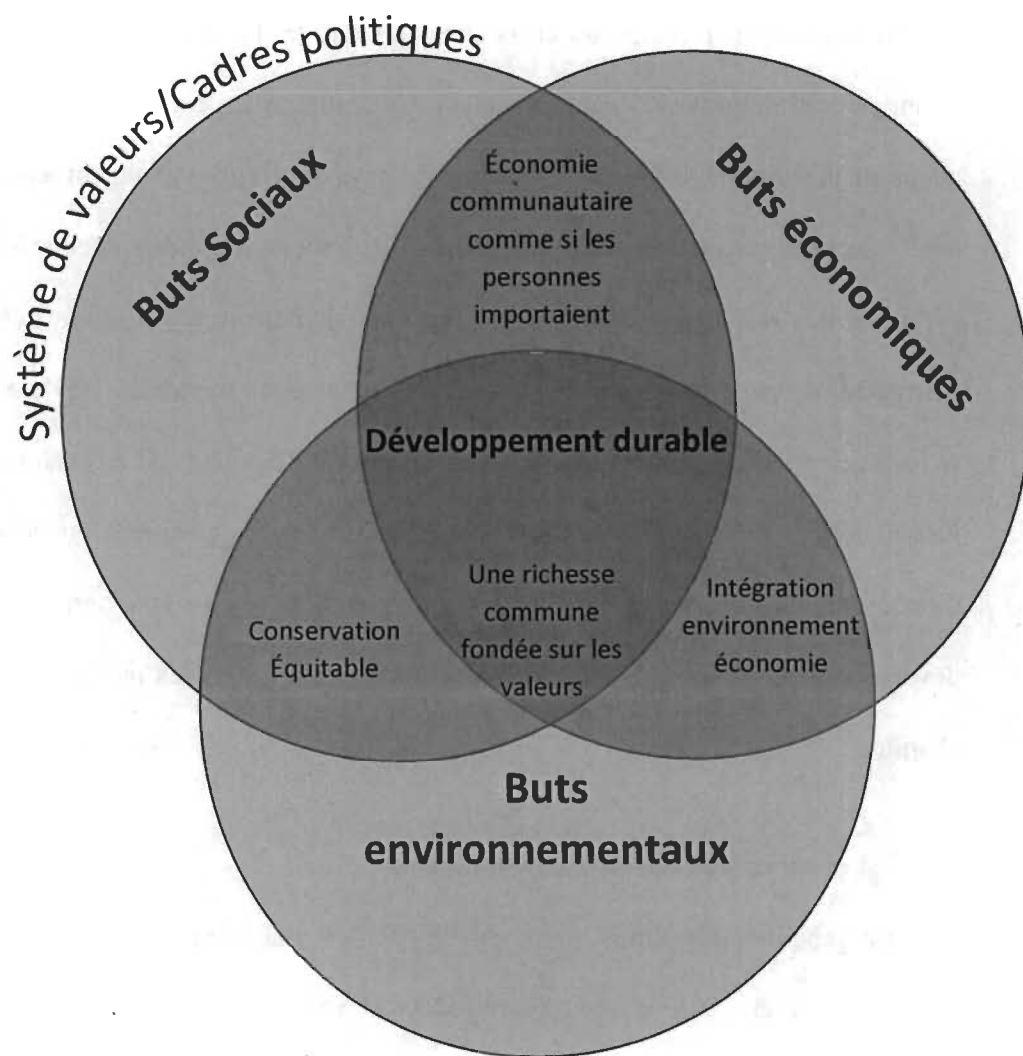 Système de valeurs/Cadres politiques
Buts Sociaux
Économie
communautaire
comme si les
personnes
importaient
Buts économiques
Développement durable
Conservation
Équitable
Une richesse
commune
fondée sur les
valeurs
Intégration
environnement
économie
Buts
environnementaux